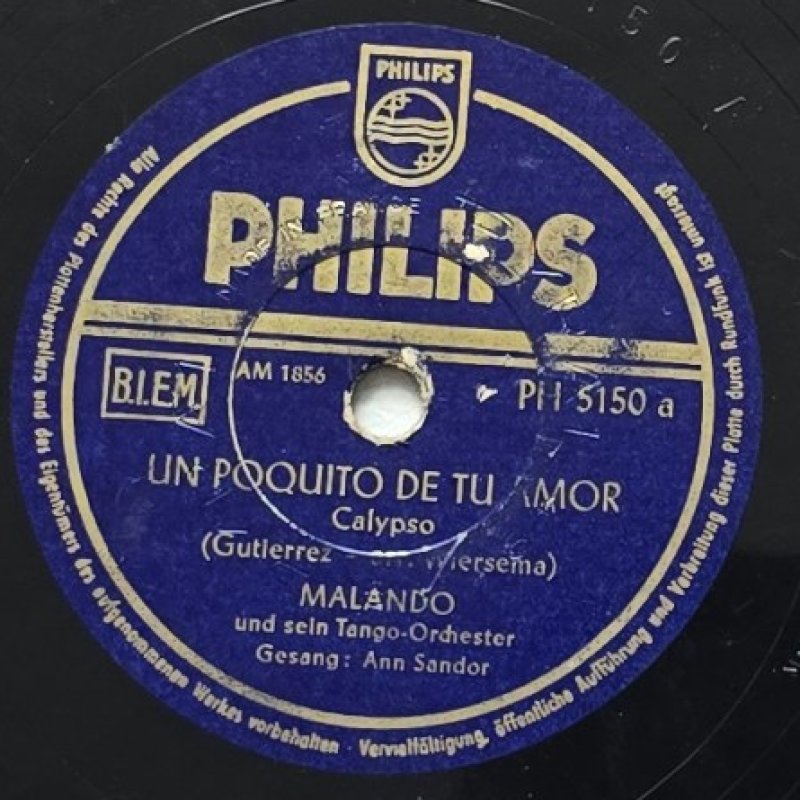 PHILIPS
PHILIPS
B.I.E.M.
AM 1856
PH 5150 a
UN POQUITO DE TU AMOR
Calypso
(Gutierrez Wiersema)
MALANDO
und sein Tango-Orchester
Gesang: Ann Sandor
Alle Rechte des Plattenherstellers und des Eigentümers des aufgenommenen Werkes vorbehalten · Vervielfältigung, öffentliche Aufführung und Verbreitung dieser Platte durch Rundfunk ist untersagt